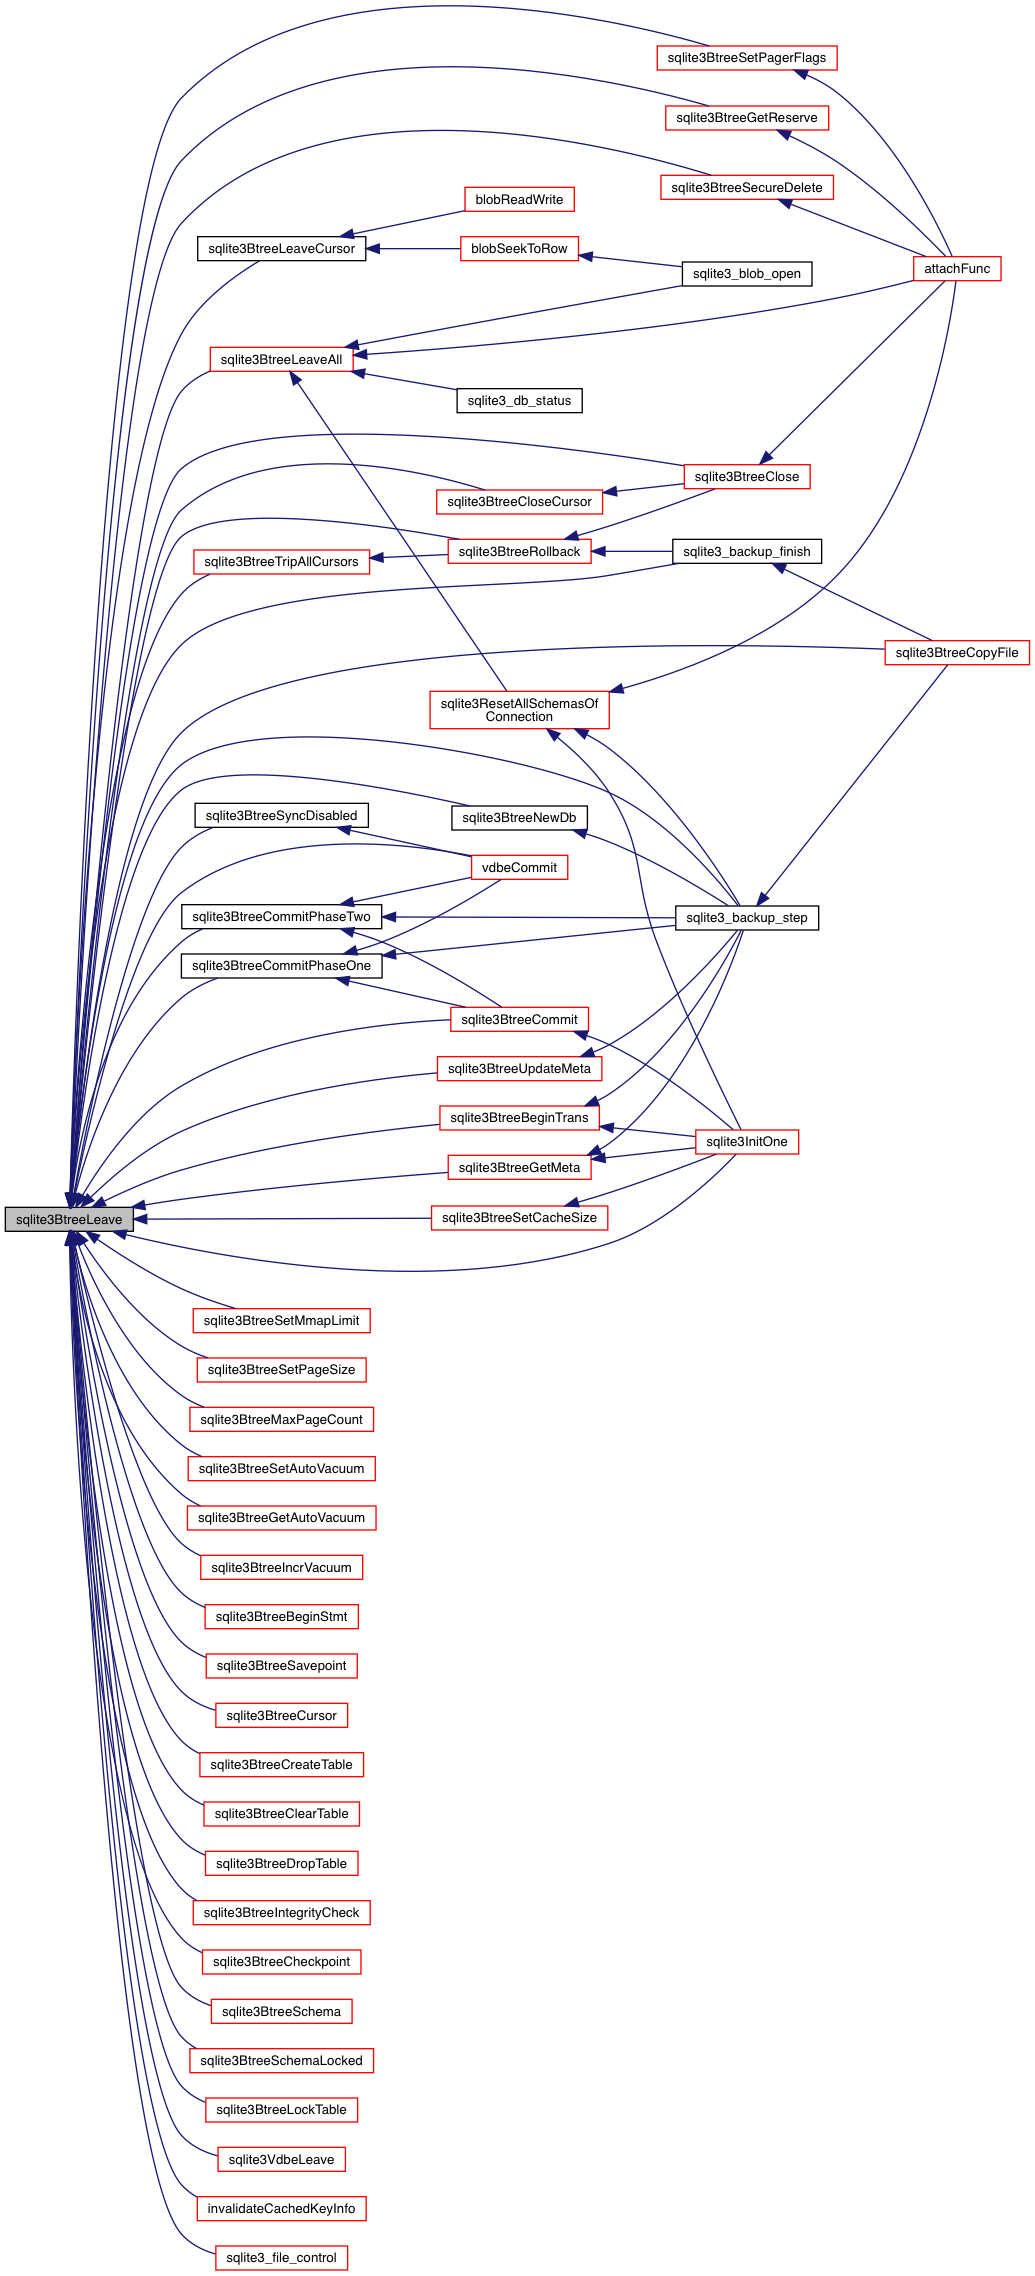 sqlite3BtreeSetPagerFlags
sqlite3BtreeGetReserve
sqlite3BtreeSecureDelete
blobReadWrite
sqlite3BtreeLeaveCursor
blobSeekToRow
sqlite3_blob_open
attachFunc
sqlite3BtreeLeaveAll
sqlite3_db_status
sqlite3BtreeClose
sqlite3BtreeCloseCursor
sqlite3BtreeRollback
sqlite3_backup_finish
sqlite3BtreeTripAllCursors
sqlite3BtreeCopyFile
sqlite3ResetAllSchemasOf
Connection
sqlite3BtreeSyncDisabled
sqlite3BtreeNewDb
vdbeCommit
sqlite3BtreeCommitPhaseTwo
sqlite3_backup_step
sqlite3BtreeCommitPhaseOne
sqlite3BtreeCommit
sqlite3BtreeUpdateMeta
sqlite3BtreeBeginTrans
sqlite3InitOne
sqlite3BtreeGetMeta
sqlite3BtreeLeave
sqlite3BtreeSetCacheSize
sqlite3BtreeSetMmapLimit
sqlite3BtreeSetPageSize
sqlite3BtreeMaxPageCount
sqlite3BtreeSetAutoVacuum
sqlite3BtreeGetAutoVacuum
sqlite3BtreeIncrVacuum
sqlite3BtreeBeginStmt
sqlite3BtreeSavepoint
sqlite3BtreeCursor
sqlite3BtreeCreateTable
sqlite3BtreeClearTable
sqlite3BtreeDropTable
sqlite3BtreeIntegrityCheck
sqlite3BtreeCheckpoint
sqlite3BtreeSchema
sqlite3BtreeSchemaLocked
sqlite3BtreeLockTable
sqlite3VdbeLeave
invalidateCachedKeyInfo
sqlite3_file_control